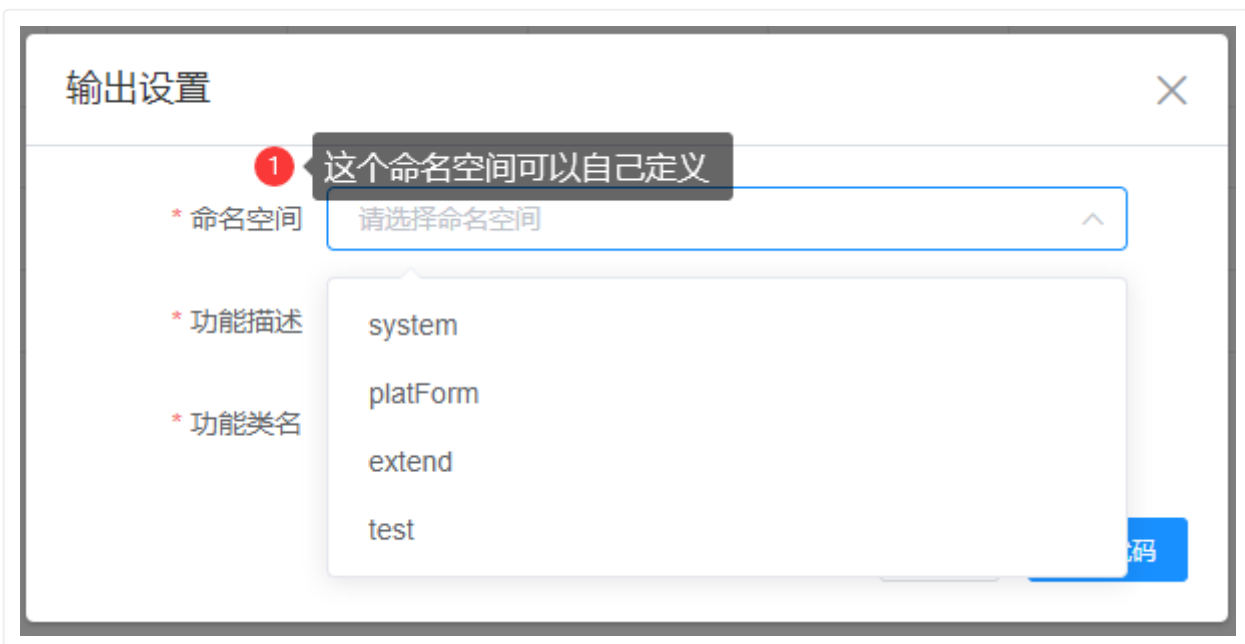 输出设置
1
这个命名空间可以自己定义
* 命名空间
请选择命名空间
* 功能描述
system
platForm
* 功能类名
extend
test
码